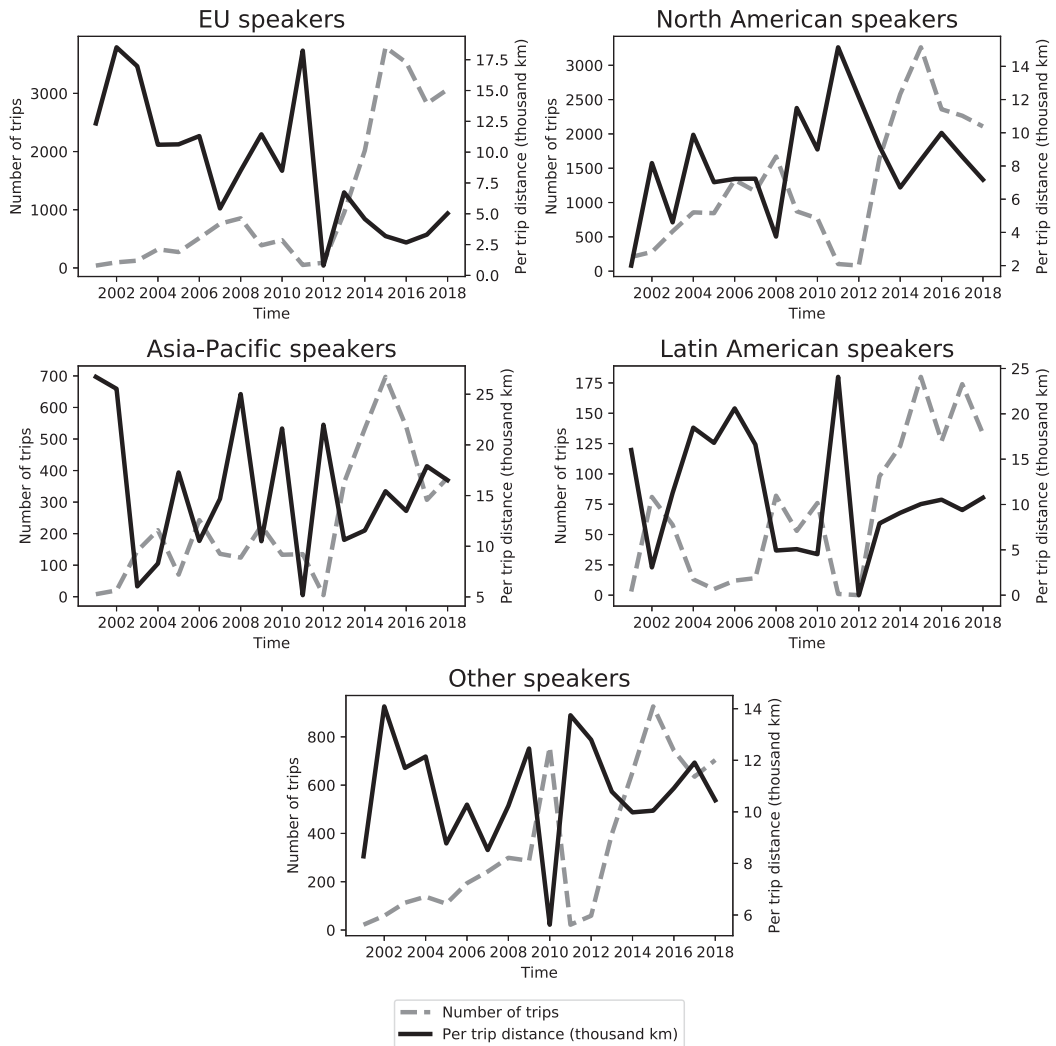 EU speakers
Number of trips
3000
2000
1000
0
17.5
15.0
12.5
10.0
7.5
5.0
2.5
0.0
Per trip distance (thousand km)
2002 2004 2006 2008 2010 2012 2014 2016 2018
Time
North American speakers
Number of trips
3000
2500
2000
1500
1000
500
0
14
12
10
8
6
4
2
Per trip distance (thousand km)
2002 2004 2006 2008 2010 2012 2014 2016 2018
Time
Asia-Pacific speakers
Number of trips
700
600
500
400
300
200
100
0
25
20
15
10
5
Per trip distance (thousand km)
2002 2004 2006 2008 2010 2012 2014 2016 2018
Time
Latin American speakers
Number of trips
175
150
125
100
75
50
25
0
25
20
15
10
5
0
Per trip distance (thousand km)
2002 2004 2006 2008 2010 2012 2014 2016 2018
Time
Other speakers
Number of trips
800
600
400
200
0
14
12
10
8
6
Per trip distance (thousand km)
2002 2004 2006 2008 2010 2012 2014 2016 2018
Time
Number of trips
Per trip distance (thousand km)